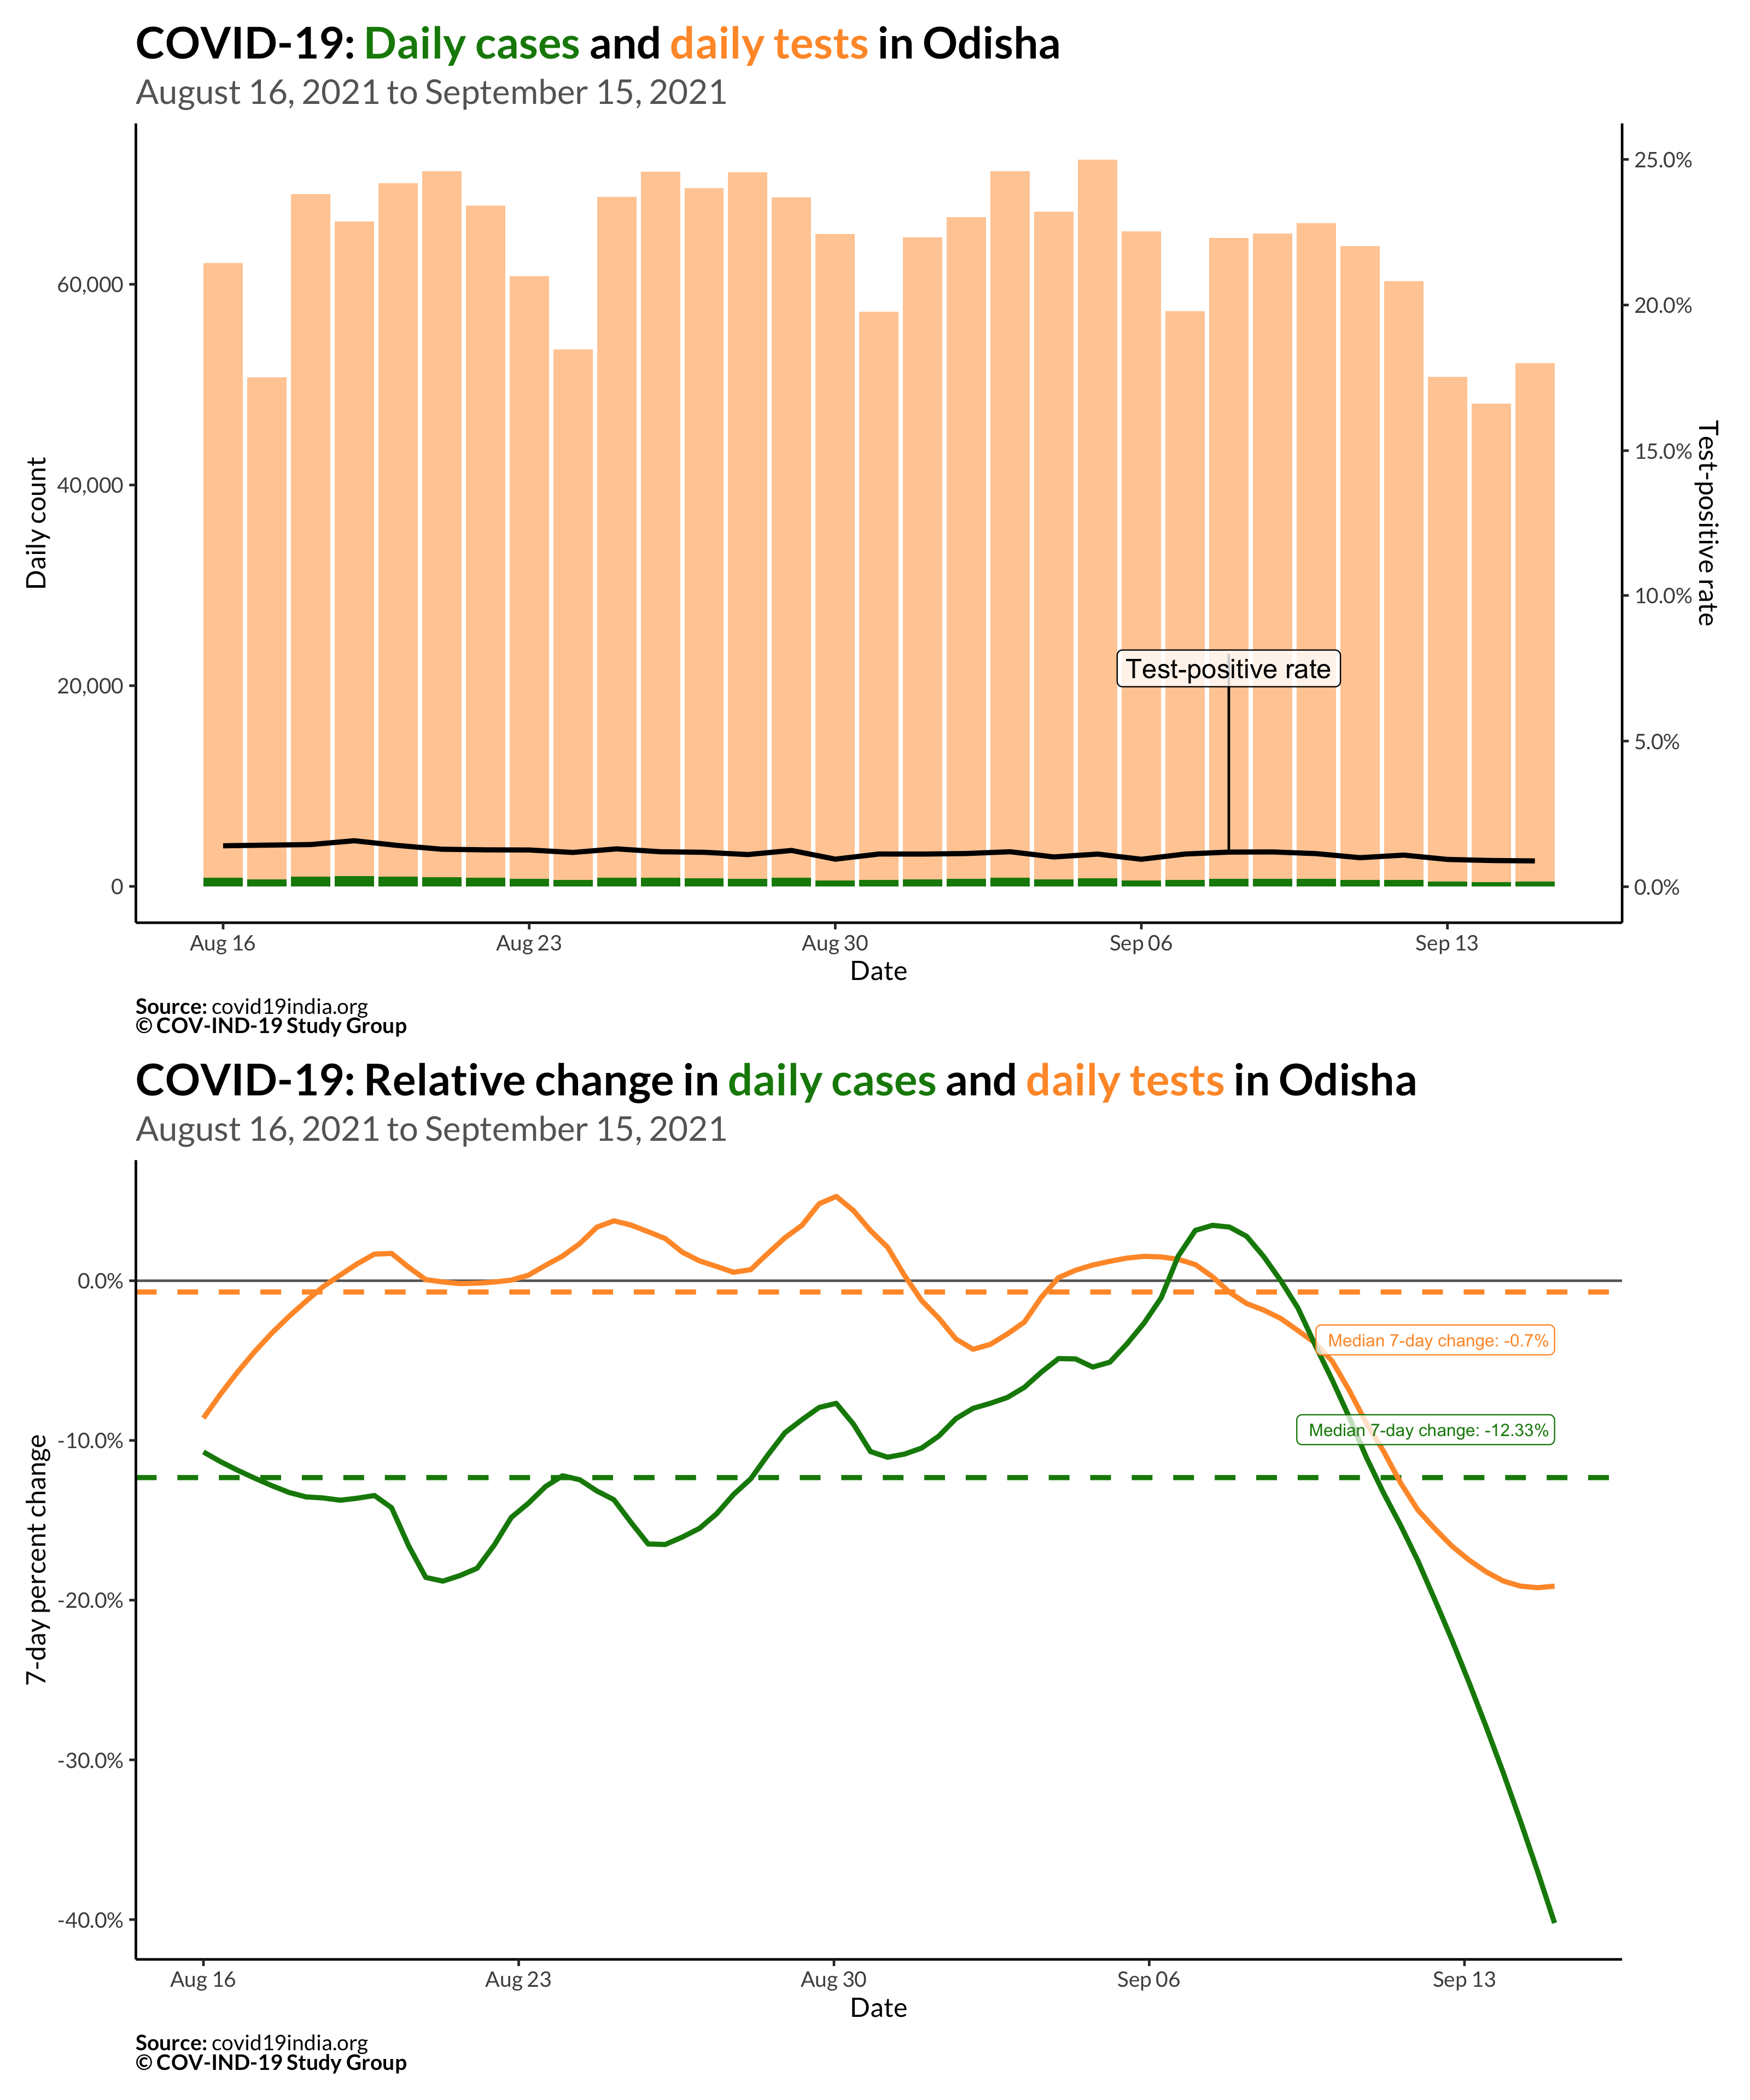 COVID-19: Daily cases and daily tests in Odisha
August 16, 2021 to September 15, 2021
Daily count
60,000
40,000
20,000
0
25.0%
20.0%
15.0%
10.0%
5.0%
0.0%
Test-positive rate
Test-positive rate
Aug 16
Aug 23
Aug 30
Sep 06
Sep 13
Date
Source: covid19india.org
© COV-IND-19 Study Group
COVID-19: Relative change in daily cases and daily tests in Odisha
August 16, 2021 to September 15, 2021
7-day percent change
0.0%
-10.0%
-20.0%
-30.0%
-40.0%
Median 7-day change: -0.7%
Median 7-day change: -12.33%
Aug 16
Aug 23
Aug 30
Sep 06
Sep 13
Date
Source: covid19india.org
© COV-IND-19 Study Group